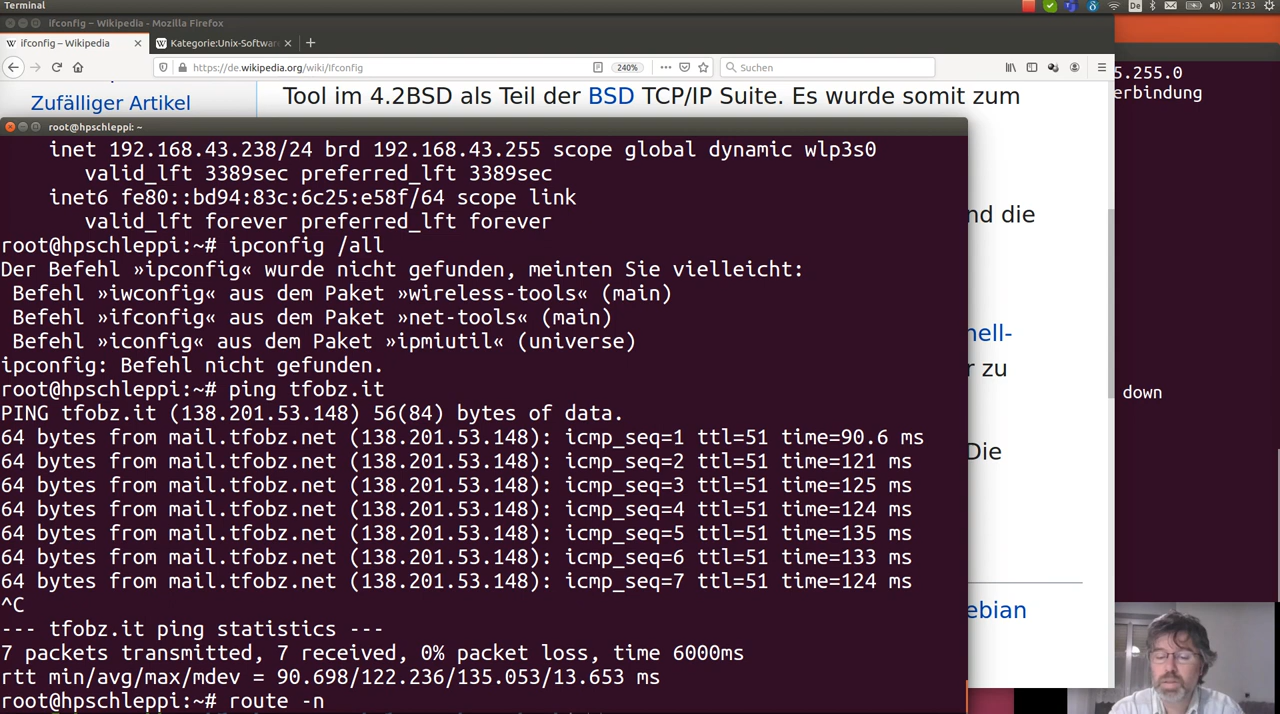 Terminal
De
21:33
ifconfig – Wikipedia - Mozilla Firefox
ifconfig – Wikipedia
Kategorie:Unix-Softwar
https://de.wikipedia.org/wiki/Ifconfig
240%
Suchen
Zufälliger Artikel
Tool im 4.2BSD als Teil der BSD TCP/IP Suite. Es wurde somit zum
5.255.0
erbindung
root@hpschleppi: ~
inet 192.168.43.238/24 brd 192.168.43.255 scope global dynamic wlp3s0
valid_lft 3389sec preferred_lft 3389sec
inet6 fe80::bd94:83c:6c25:e58f/64 scope link
valid_lft forever preferred_lft forever
root@hpschleppi:~# ipconfig /all
Der Befehl »ipconfig« wurde nicht gefunden, meinten Sie vielleicht:
Befehl »iwconfig« aus dem Paket »wireless-tools« (main)
Befehl »ifconfig« aus dem Paket »net-tools« (main)
Befehl »iconfig« aus dem Paket »ipmiutil« (universe)
ipconfig: Befehl nicht gefunden.
root@hpschleppi:~# ping tfobz.it
PING tfobz.it (138.201.53.148) 56(84) bytes of data.
64 bytes from mail.tfobz.net (138.201.53.148): icmp_seq=1 ttl=51 time=90.6 ms
64 bytes from mail.tfobz.net (138.201.53.148): icmp_seq=2 ttl=51 time=121 ms
64 bytes from mail.tfobz.net (138.201.53.148): icmp_seq=3 ttl=51 time=125 ms
64 bytes from mail.tfobz.net (138.201.53.148): icmp_seq=4 ttl=51 time=124 ms
64 bytes from mail.tfobz.net (138.201.53.148): icmp_seq=5 ttl=51 time=135 ms
64 bytes from mail.tfobz.net (138.201.53.148): icmp_seq=6 ttl=51 time=133 ms
64 bytes from mail.tfobz.net (138.201.53.148): icmp_seq=7 ttl=51 time=124 ms
^C
--- tfobz.it ping statistics ---
7 packets transmitted, 7 received, 0% packet loss, time 6000ms
rtt min/avg/max/mdev = 90.698/122.236/135.053/13.653 ms
root@hpschleppi:~# route -n
nd die
nell-
r zu
down
Die
ebian